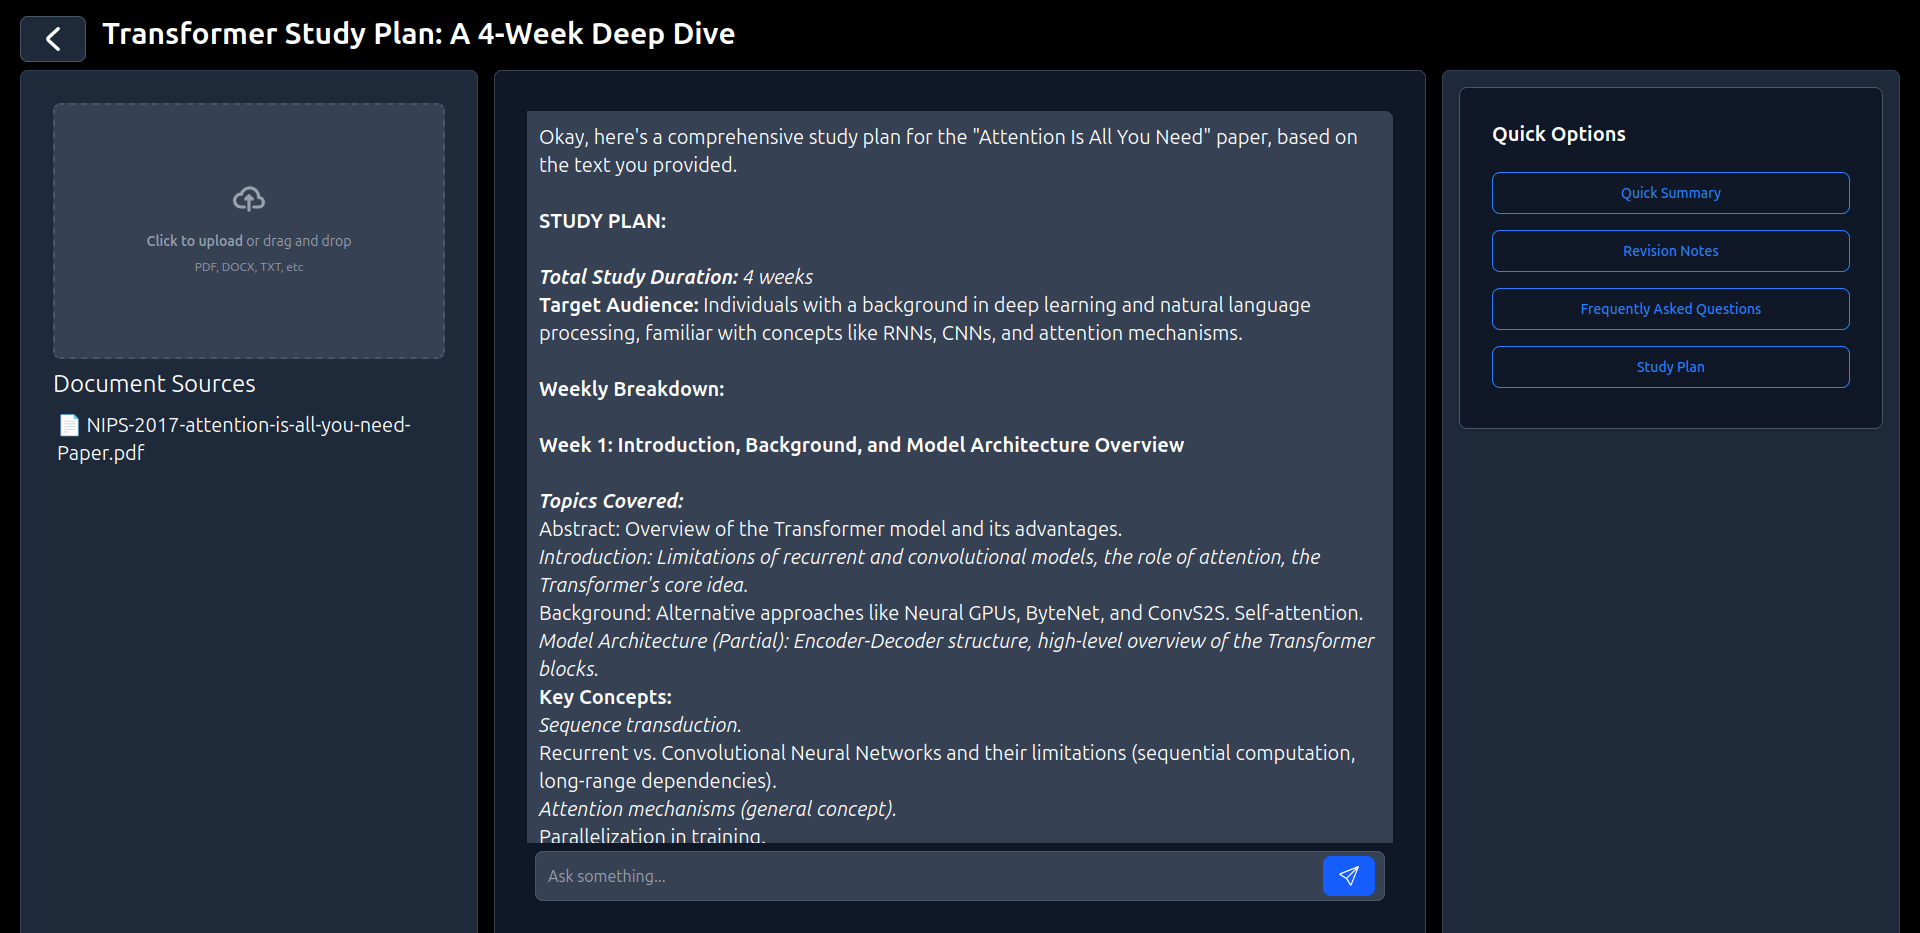 Transformer Study Plan: A 4-Week Deep Dive
Click to upload or drag and drop
PDF, DOCX, TXT, etc
Document Sources
NIPS-2017-attention-is-all-you-need-
Paper.pdf
Okay, here's a comprehensive study plan for the "Attention Is All You Need" paper, based on
the text you provided.
STUDY PLAN:
Total Study Duration: 4 weeks
Target Audience: Individuals with a background in deep learning and natural language
processing, familiar with concepts like RNNs, CNNs, and attention mechanisms.
Weekly Breakdown:
Week 1: Introduction, Background, and Model Architecture Overview
Topics Covered:
Abstract: Overview of the Transformer model and its advantages.
Introduction: Limitations of recurrent and convolutional models, the role of attention, the
Transformer's core idea.
Background: Alternative approaches like Neural GPUs, ByteNet, and ConvS2S. Self-attention.
Model Architecture (Partial): Encoder-Decoder structure, high-level overview of the Transformer
blocks.
Key Concepts:
Sequence transduction.
Recurrent vs. Convolutional Neural Networks and their limitations (sequential computation,
long-range dependencies).
Attention mechanisms (general concept).
Parallelization in training.
Ask something...
Quick Options
Quick Summary
Revision Notes
Frequently Asked Questions
Study Plan